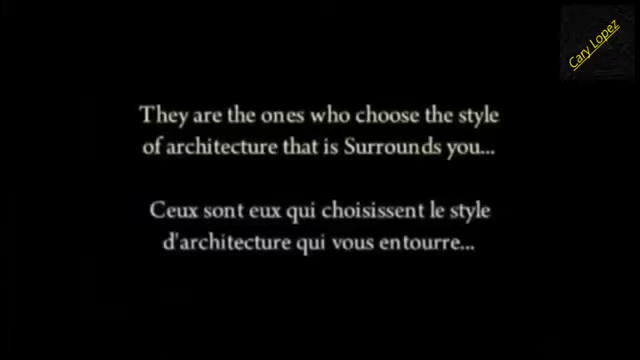 Cary Lopez
They are the ones who choose the style
of architecture that is Surrounds you...
Ceux sont eux qui choisissent le style
d'architecture qui vous entourre...